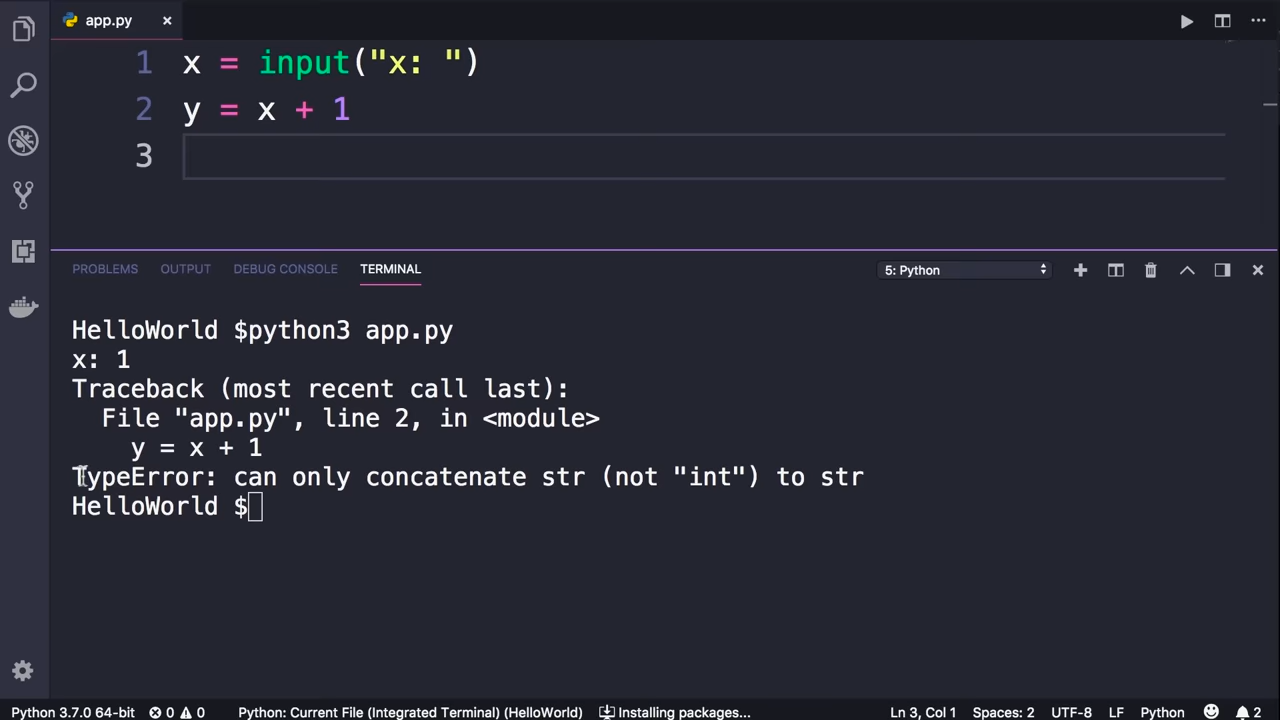 app.py
1 x = input("x: ")
2 y = x + 1
3
PROBLEMS OUTPUT DEBUG CONSOLE TERMINAL 5: Python
HelloWorld $python3 app.py
x: 1
Traceback (most recent call last):
File "app.py", line 2, in <module>
y = x + 1
TypeError: can only concatenate str (not "int") to str
HelloWorld $
Python 3.7.0 64-bit 0 0 Python: Current File (Integrated Terminal) (HelloWorld) Installing packages... Ln 3, Col 1 Spaces: 2 UTF-8 LF Python 2